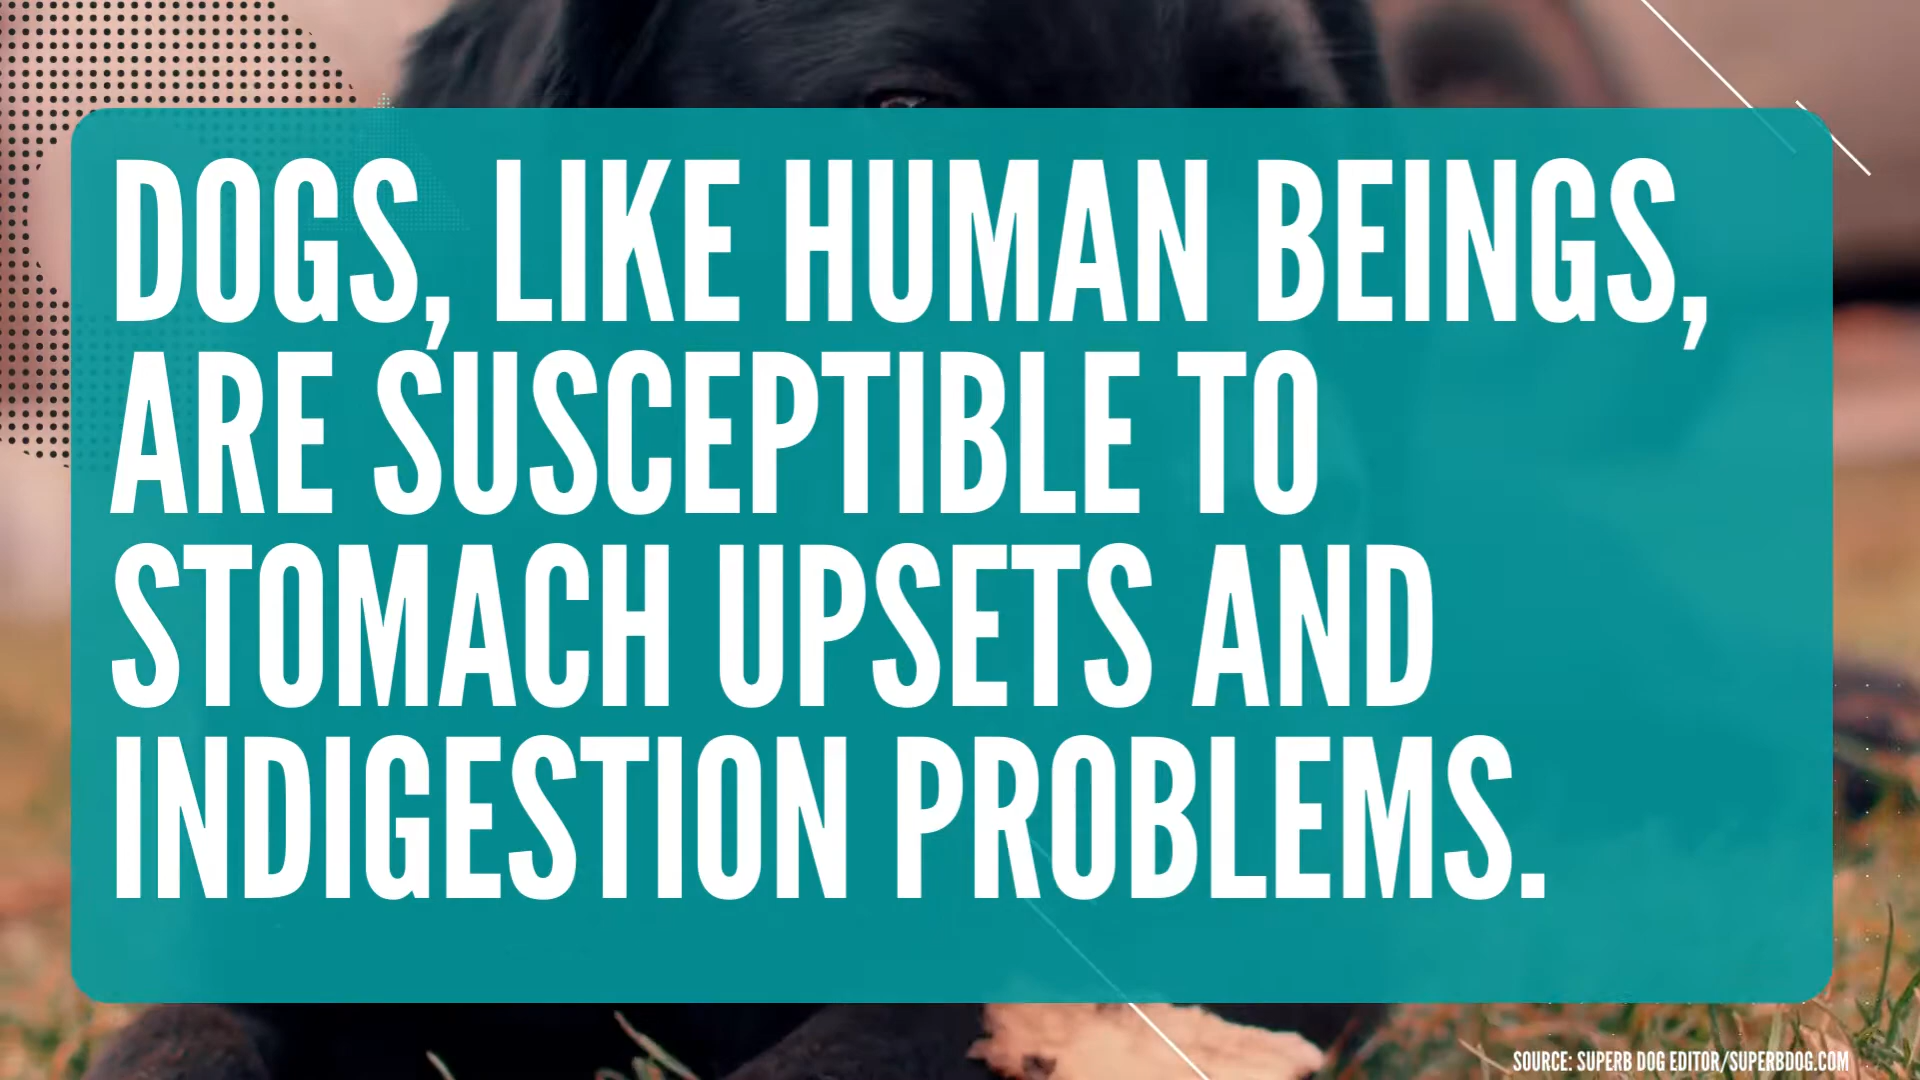 DOGS, LIKE HUMAN BEINGS,
ARE SUSCEPTIBLE TO
STOMACH UPSETS AND
INDIGESTION PROBLEMS.
SOURCE: SUPERB DOG EDITOR/SUPERBDOG.COM